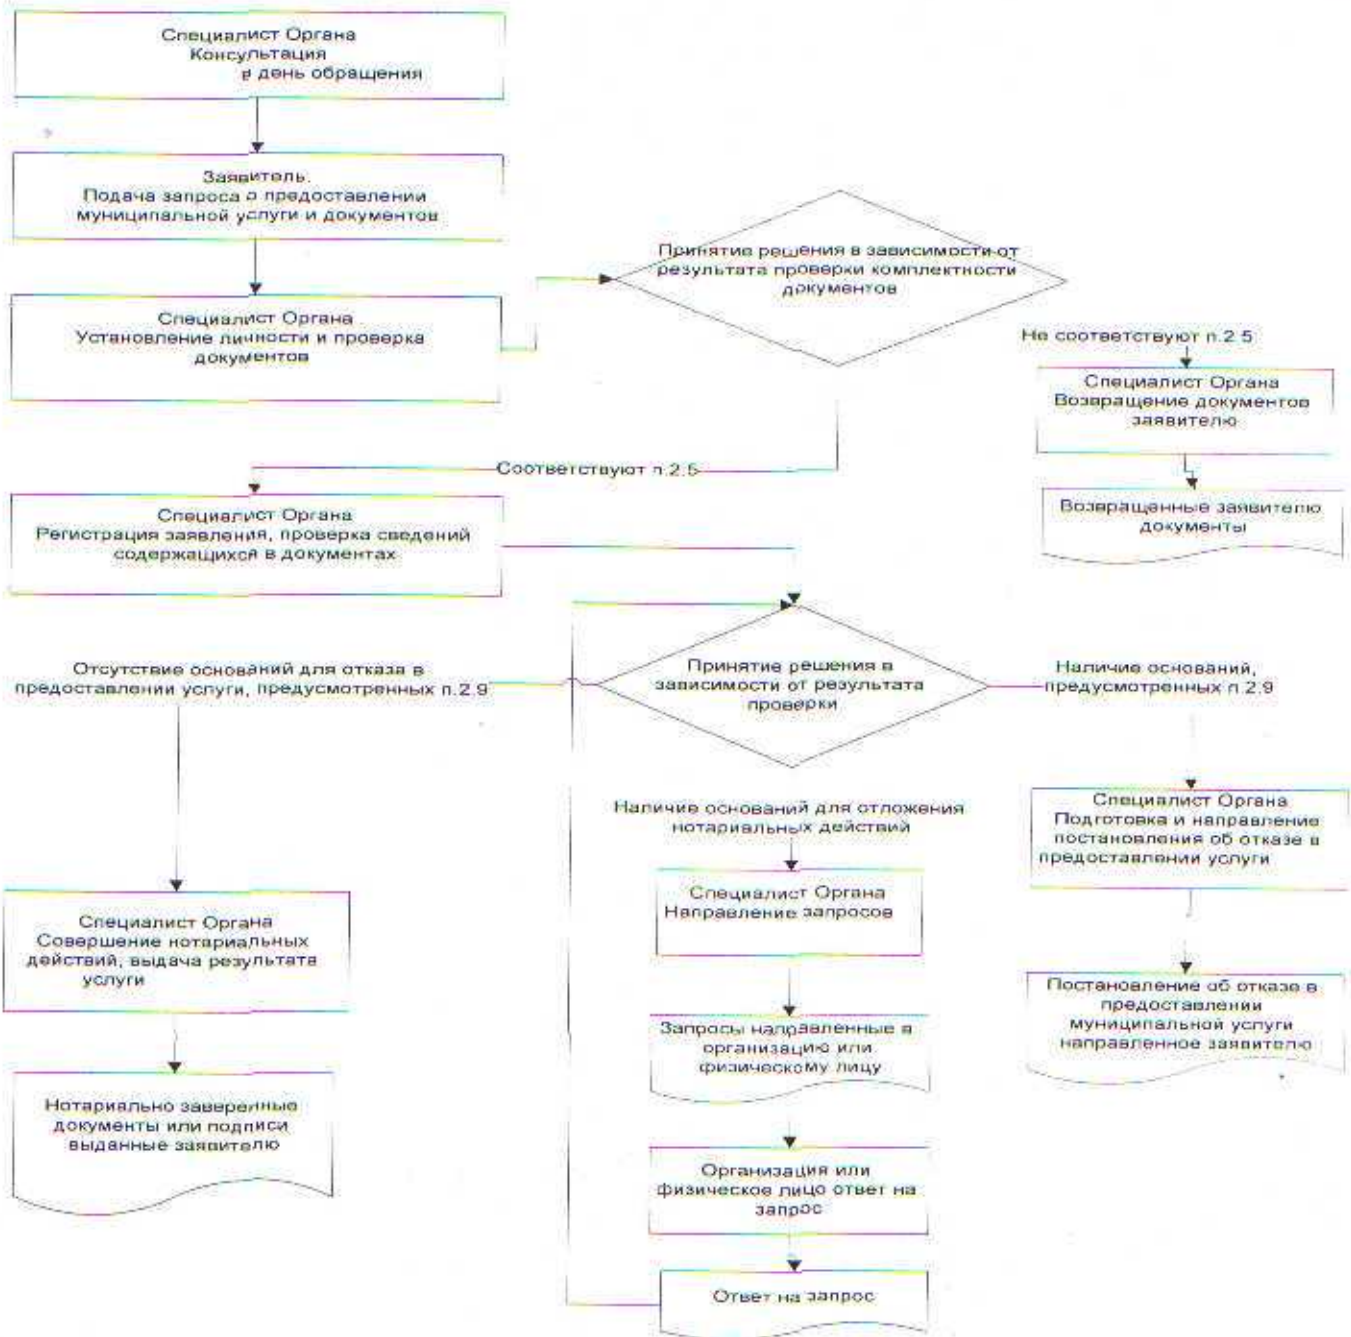 Специалист Органа
Консультация
в день обращения
Заявитель.
Подача запроса о предоставлении
муниципальной услуги и документов
Специалист Органа
Установление личности и проверка
документов
Принятие решения в зависимости от
результата проверки комплектности
документов
Не соответствуют п.2.5
Специалист Органа
Возвращение документов
заявителю
Возвращенные заявителю
документы
Соответствуют п.2.5
Специалист Органа
Регистрация заявления, проверка сведений
содержащихся в документах
Принятие решения в
зависимости от результата
проверки
Отсутствие оснований для отказа в
предоставлении услуги, предусмотренных п.2.9
Наличие оснований,
предусмотренных п.2.9
Специалист Органа
Совершение нотариальных
действий, выдача результата
услуги
Нотариально заверенные
документы или подписи
выданные заявителю
Наличие оснований для отложения
нотариальных действий
Специалист Органа
Направление запросов
Запросы направленные в
организацию или
физическому лицу
Организация или
физическое лицо ответ на
запрос
Ответ на запрос
Специалист Органа
Подготовка и направление
постановления об отказе в
предоставлении услуги
Постановление об отказе в
предоставлении
муниципальной услуги
направленное заявителю